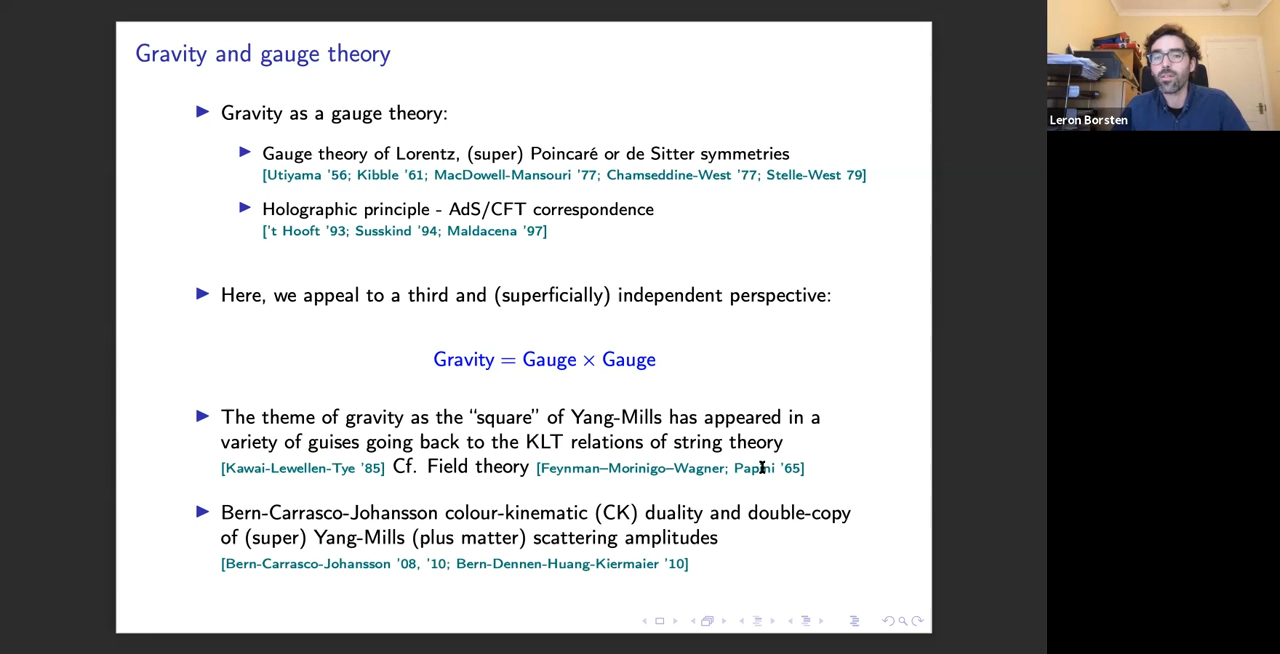 Gravity and gauge theory
Gravity as a gauge theory:
Gauge theory of Lorentz, (super) Poincaré or de Sitter symmetries
[Utiyama '56; Kibble '61; MacDowell-Mansouri '77; Chamseddine-West '77; Stelle-West 79]
Holographic principle - AdS/CFT correspondence
['t Hooft '93; Susskind '94; Maldacena '97]
Here, we appeal to a third and (superficially) independent perspective:
Gravity = Gauge × Gauge
The theme of gravity as the “square” of Yang-Mills has appeared in a
variety of guises going back to the KLT relations of string theory
[Kawai-Lewellen-Tye '85] Cf. Field theory [Feynman–Morinigo–Wagner; Papini '65]
Bern-Carrasco-Johansson colour-kinematic (CK) duality and double-copy
of (super) Yang-Mills (plus matter) scattering amplitudes
[Bern-Carrasco-Johansson '08, '10; Bern-Dennen-Huang-Kiermaier '10]
Leron Borsten